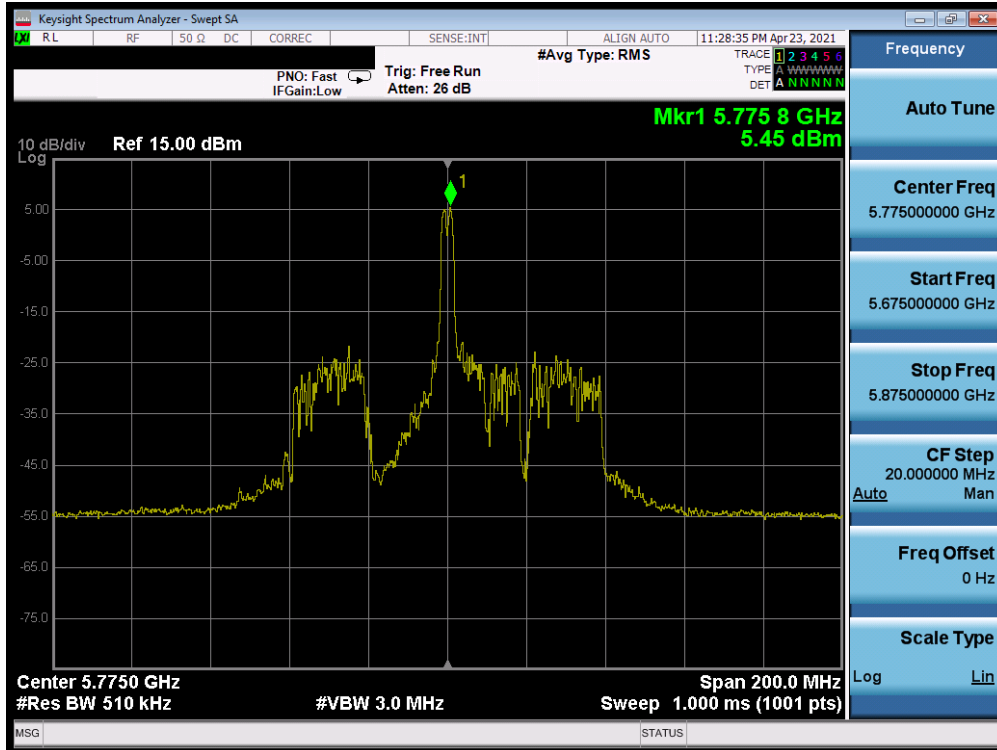 Keysight Spectrum Analyzer - Swept SA
LXI RL RF 50 Ω DC CORREC SENSE:INT ALIGN AUTO 11:28:35 PM Apr 23, 2021
#Avg Type: RMS
TRACE 1 2 3 4 5 6
TYPE A WWWWWW
DET A N N N N N
PNO: Fast
IFGain:Low
Trig: Free Run
Atten: 26 dB
Mkr1 5.775 8 GHz
5.45 dBm
10 dB/div Ref 15.00 dBm
Log
1
5.00
-5.00
-15.0
-25.0
-35.0
-45.0
-55.0
-65.0
-75.0
Center 5.7750 GHz
Span 200.0 MHz
#Res BW 510 kHz
#VBW 3.0 MHz
Sweep 1.000 ms (1001 pts)
MSG
STATUS
Frequency
Auto Tune
Center Freq
5.775000000 GHz
Start Freq
5.675000000 GHz
Stop Freq
5.875000000 GHz
CF Step
20.000000 MHz
Auto Man
Freq Offset
0 Hz
Scale Type
Log Lin